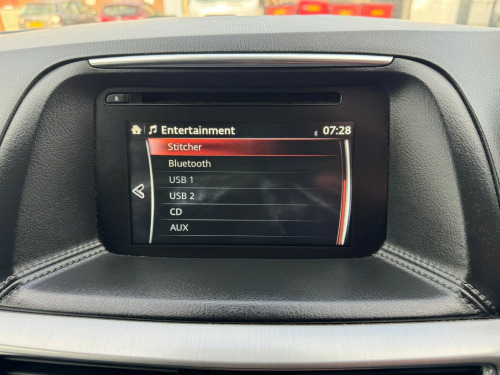 Entertainment 07:28
Stitcher
Bluetooth
USB 1
USB 2
CD
AUX